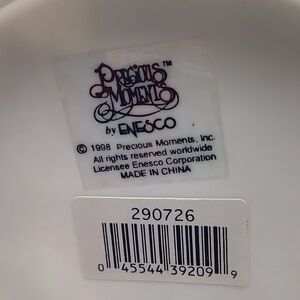 PRECIOUS
MOMENTS™
by ENESCO
© 1998 Precious Moments, Inc.
All rights reserved worldwide
Licensee Enesco Corporation
MADE IN CHINA
290726
0 45544 39209 9